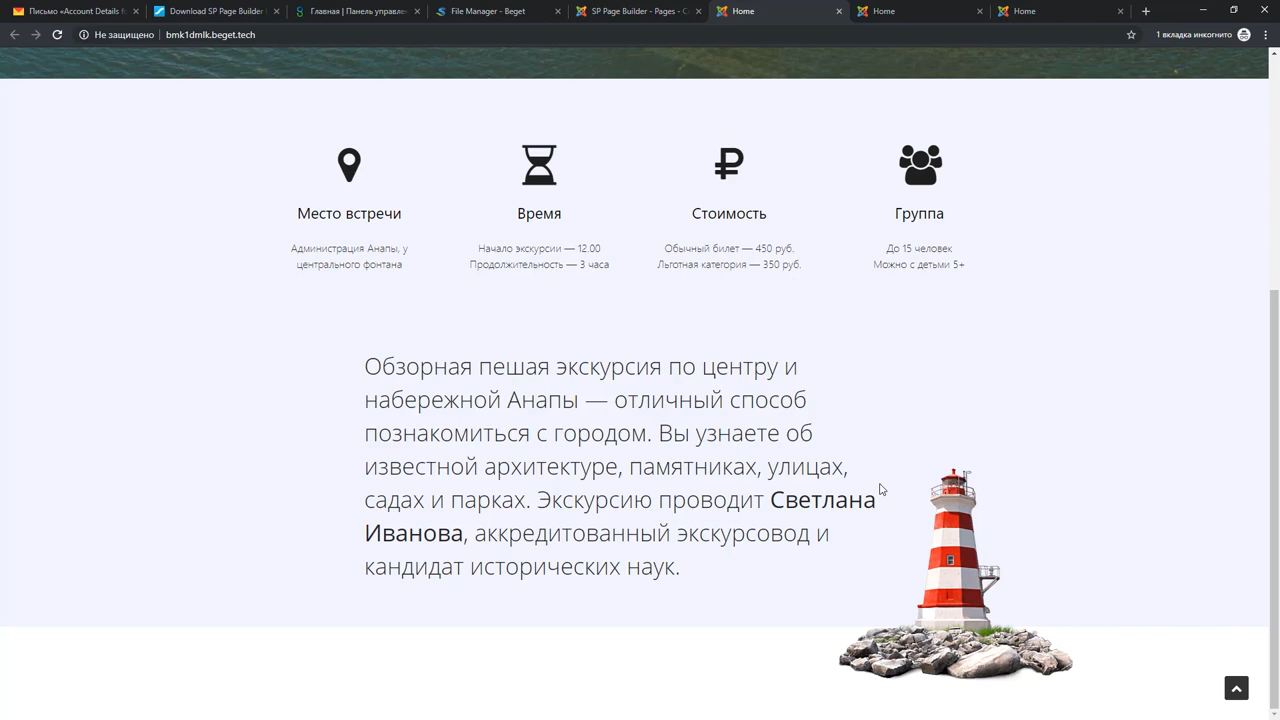 Письмо «Account Details f
Download SP Page Builder
Главная | Панель управле
File Manager - Beget
SP Page Builder - Pages - C
Home
Home
Home
Не защищено
bmk1dmlk.beget.tech
1 вкладка инкогнито
Место встречи
Время
Стоимость
Группа
Администрация Анапы, у
центрального фонтана
Начало экскурсии — 12.00
Продолжительность — 3 часа
Обычный билет — 450 руб.
Льготная категория — 350 руб.
До 15 человек
Можно с детьми 5+
Обзорная пешая экскурсия по центру и
набережной Анапы — отличный способ
познакомиться с городом. Вы узнаете об
известной архитектуре, памятниках, улицах,
садах и парках. Экскурсию проводит Светлана
Иванова, аккредитованный экскурсовод и
кандидат исторических наук.